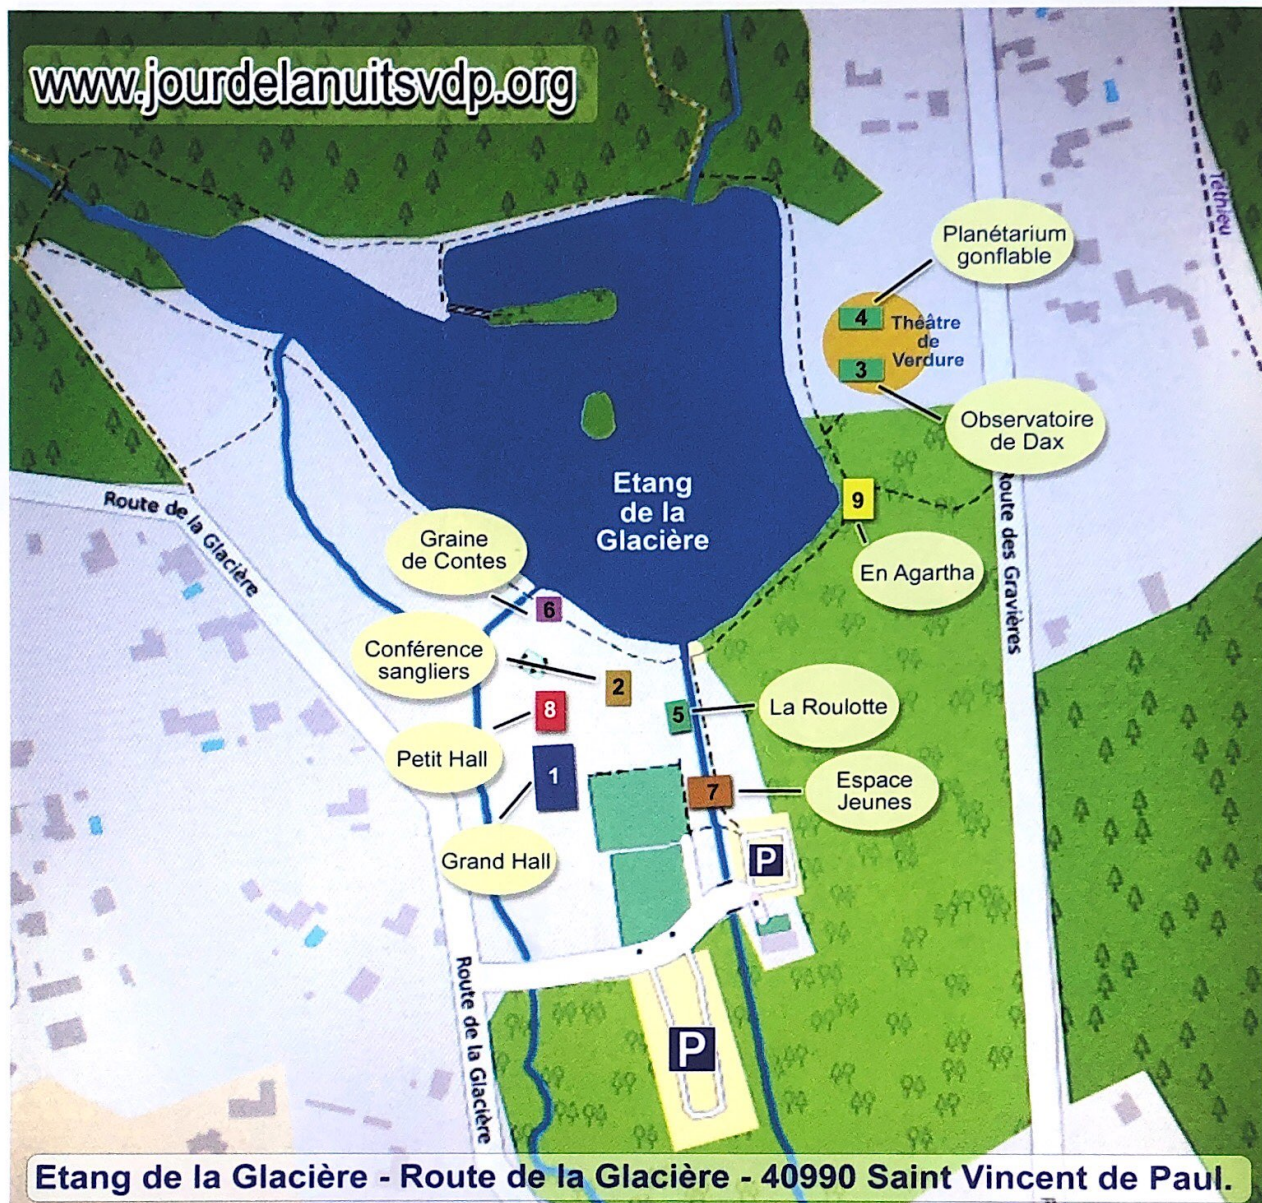 www.jourdelanuitsvdp.org
Téthieu
Planétarium
gonflable
4
Théâtre
de
Verdure
3
Observatoire
de Dax
Etang
de la
Glacière
Route de la Glacière
9
Route des Gravières
Graine
de Contes
En Agartha
6
Conférence
sangliers
2
8
5
La Roulotte
Petit Hall
1
7
Espace
Jeunes
Grand Hall
P
Route de la Glacière
P
Etang de la Glacière - Route de la Glacière - 40990 Saint Vincent de Paul.